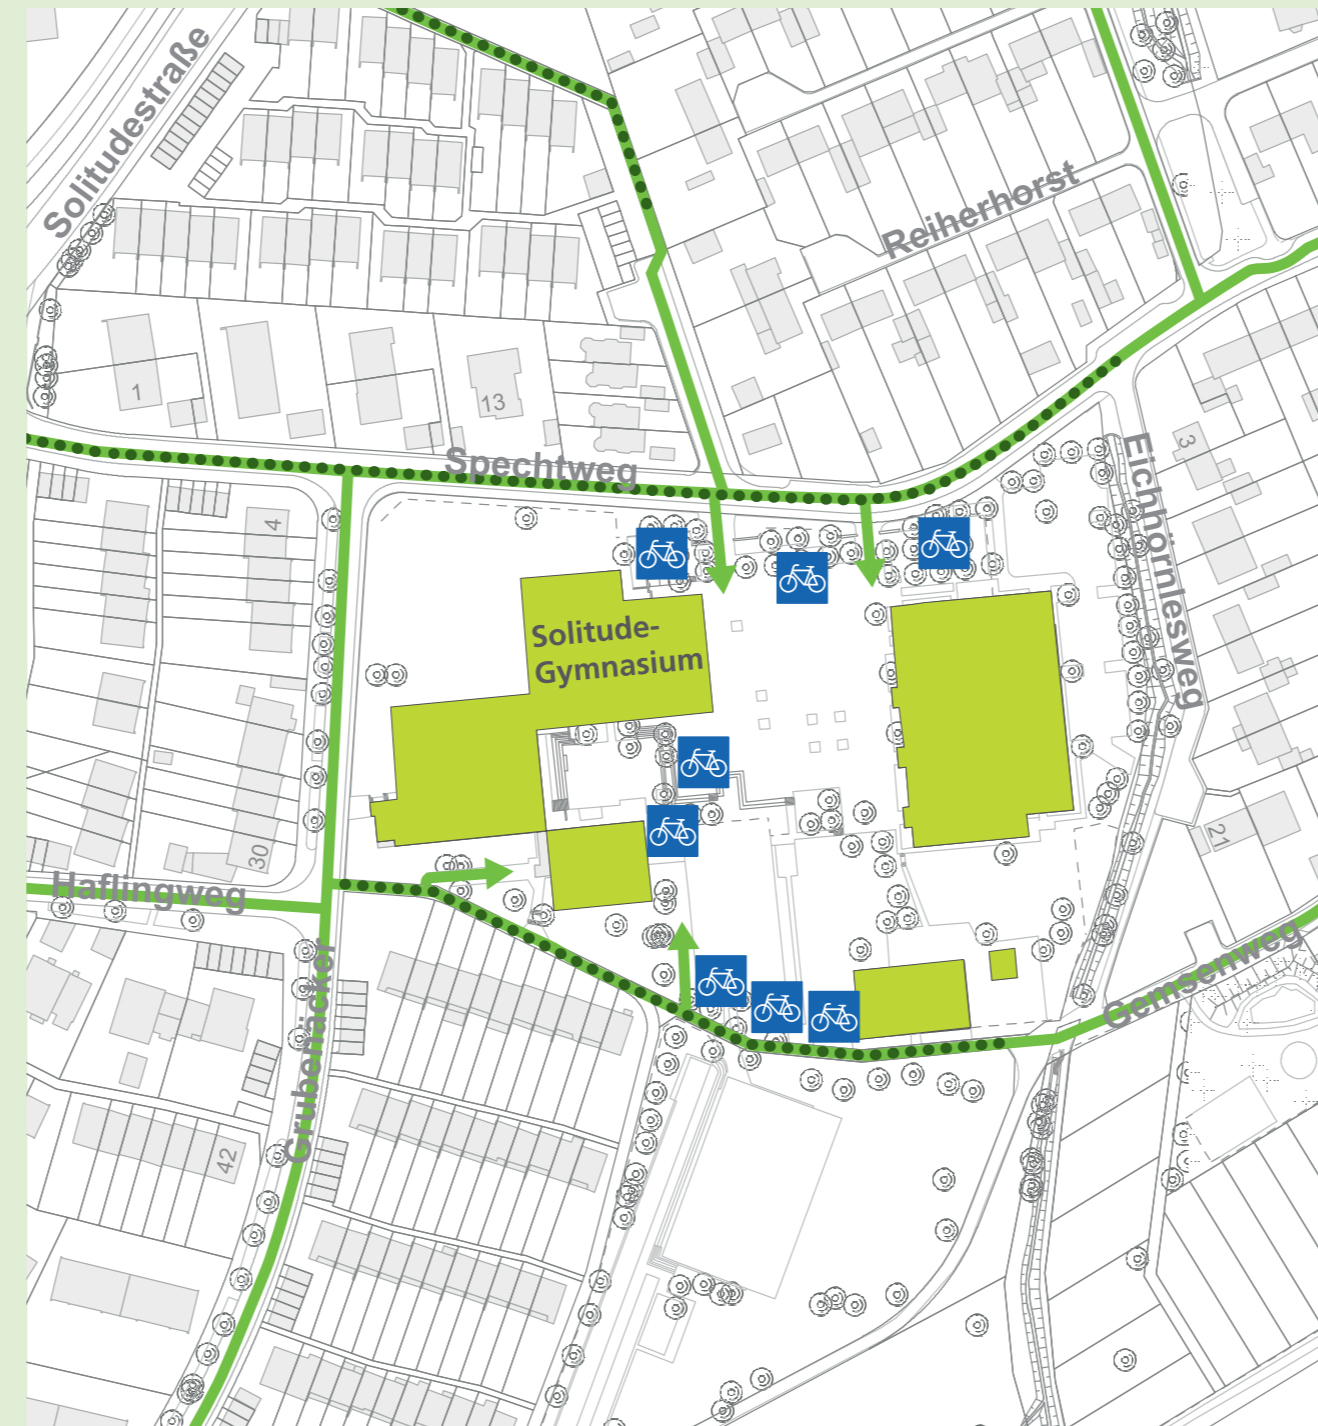 Solitudestraße
Reiherhorst
1
13
Spechtweg
3
Eichhörnlesweg
4
Solitude-
Gymnasium
21
30
Haflingweg
Gemsenweg
Grubenäcker
42